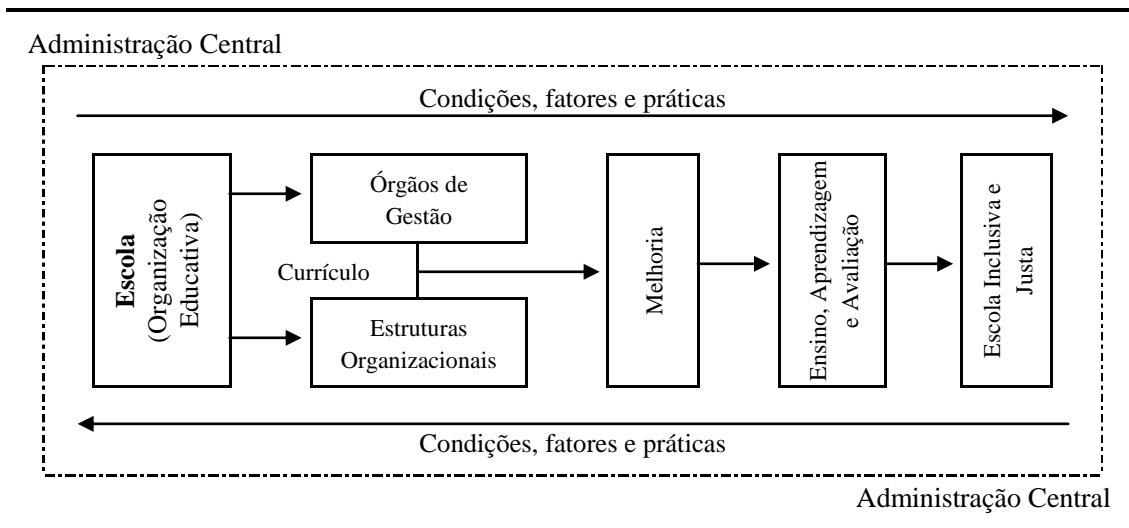 Administração Central
Condições, fatores e práticas
Escola
(Organização
Educativa)
Órgãos de
Gestão
Currículo
Estruturas
Organizacionais
Melhoria
Ensino, Aprendizagem
e Avaliação
Escola Inclusiva e
Justa
Condições, fatores e práticas
Administração Central